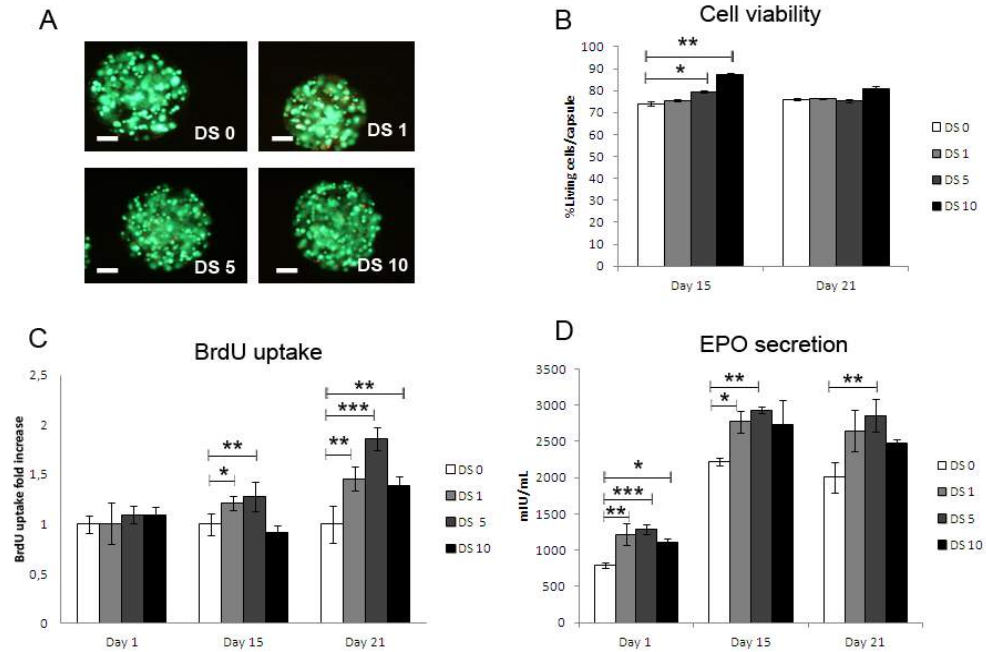 A
DS 0
DS 1
DS 5
DS 10
B
Cell viability
**
*
100
90
80
70
60
50
40
30
20
10
0
%Living cells/capsule
Day 15
Day 21
DS 0
DS 1
DS 5
DS 10
C
BrdU uptake
2,5
2
1,5
1
0,5
0
BrdU uptake fold increase
**
*
**
***
**
Day 1
Day 15
Day 21
DS 0
DS 1
DS 5
DS 10
D
EPO secretion
3500
3000
2500
2000
1500
1000
500
0
mIU/mL
*
***
**
**
*
**
Day 1
Day 15
Day 21
DS 0
DS 1
DS 5
DS 10